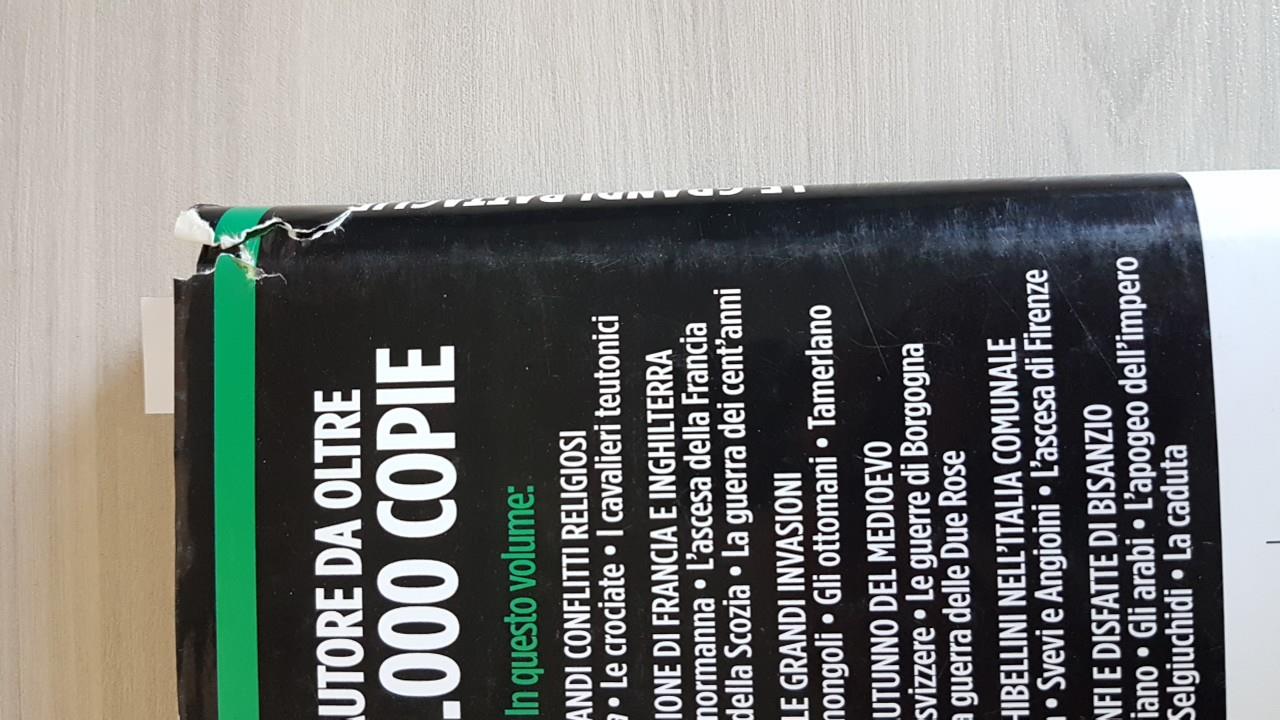 AUTORE DA OLTRE
.000 COPIE
In questo volume:
ANDI CONFLITTI RELIGIOSI
• Le crociate • I cavalieri teutonici
IONE DI FRANCIA E INGHILTERRA
normanna • L'ascesa della Francia
della Scozia • La guerra dei cent'anni
LE GRANDI INVASIONI
mongoli • Gli ottomani • Tamerlano
AUTUNNO DEL MEDIOEVO
svizzere • Le guerre di Borgogna
a guerra delle Due Rose
HIBELLINI NELL'ITALIA COMUNALE
• Svevi e Angioini • L'ascesa di Firenze
NFI E DISFATTE DI BISANZIO
iano • Gli arabi • L'apogeo dell'impero
Selgiuchidi • La caduta
LE GRANDI BATTAGLIE